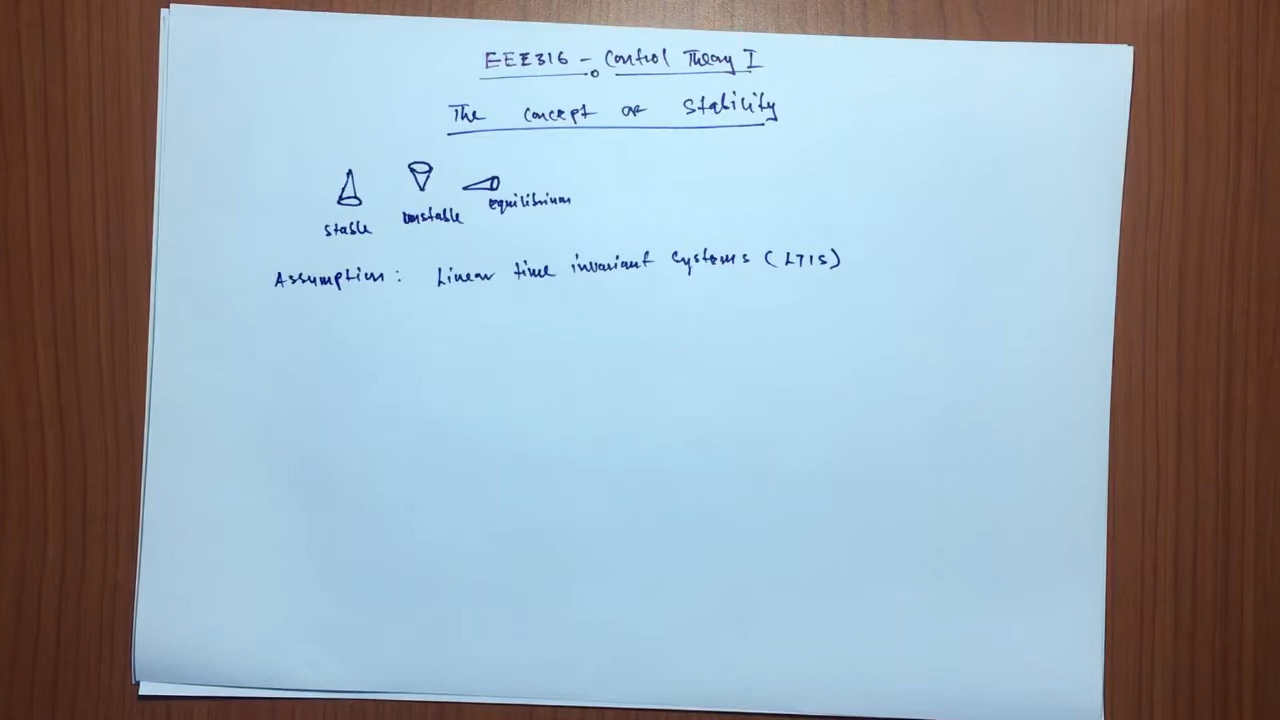 EEE316 - Control Theory I
The concept of Stability
stable unstable equilibrium
Assumption: Linear time invariant Systems (LTIS)